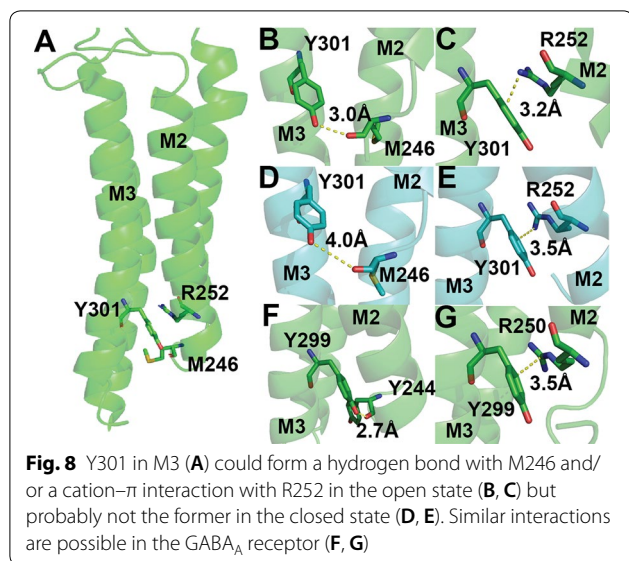 A
M2
M3
Y301
R252
M246
B
Y301
M2
3.0Å
M3
M246
C
R252
M2
3.2Å
M3
Y301
D
Y301
M2
4.0Å
M3
M246
E
R252
3.5Å
Y301
M3
M2
F
M2
Y299
Y244
M3
2.7Å
G
R250
M2
3.5Å
Y299
M3
Fig. 8 Y301 in M3 (A) could form a hydrogen bond with M246 and/
or a cation–π interaction with R252 in the open state (B, C) but
probably not the former in the closed state (D, E). Similar interactions
are possible in the GABAA receptor (F, G)